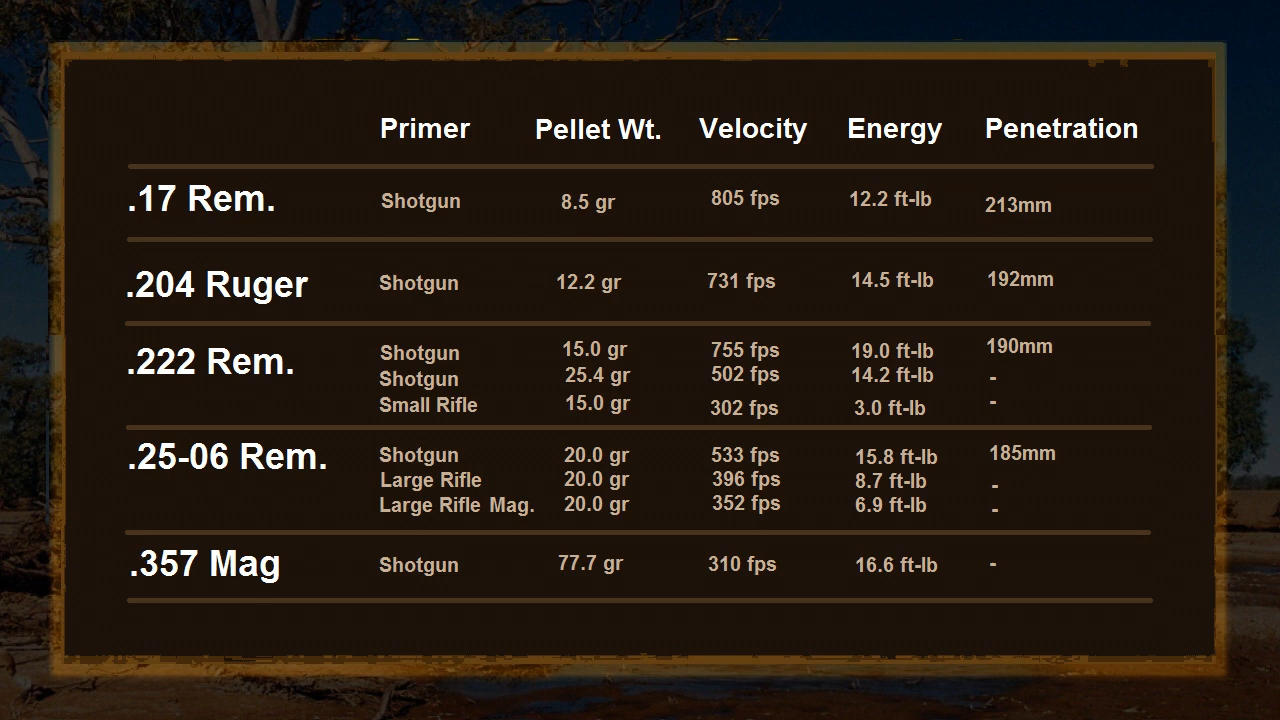 Primer Pellet Wt. Velocity Energy Penetration
.17 Rem. Shotgun 8.5 gr 805 fps 12.2 ft-lb 213mm
.204 Ruger Shotgun 12.2 gr 731 fps 14.5 ft-lb 192mm
.222 Rem. Shotgun 15.0 gr 755 fps 19.0 ft-lb 190mm
Shotgun 25.4 gr 502 fps 14.2 ft-lb -
Small Rifle 15.0 gr 302 fps 3.0 ft-lb -
.25-06 Rem. Shotgun 20.0 gr 533 fps 15.8 ft-lb 185mm
Large Rifle 20.0 gr 396 fps 8.7 ft-lb -
Large Rifle Mag. 20.0 gr 352 fps 6.9 ft-lb -
.357 Mag Shotgun 77.7 gr 310 fps 16.6 ft-lb -